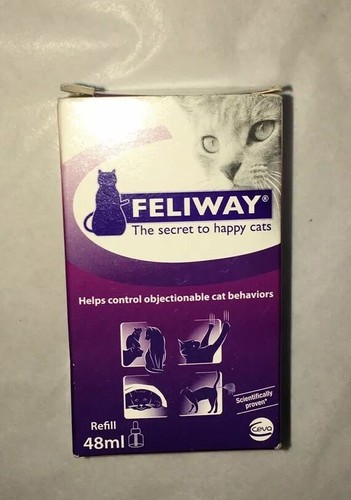 FELIWAY®
The secret to happy cats
Helps control objectionable cat behaviors
Scientifically
proven*
Refill
48ml
Ceva